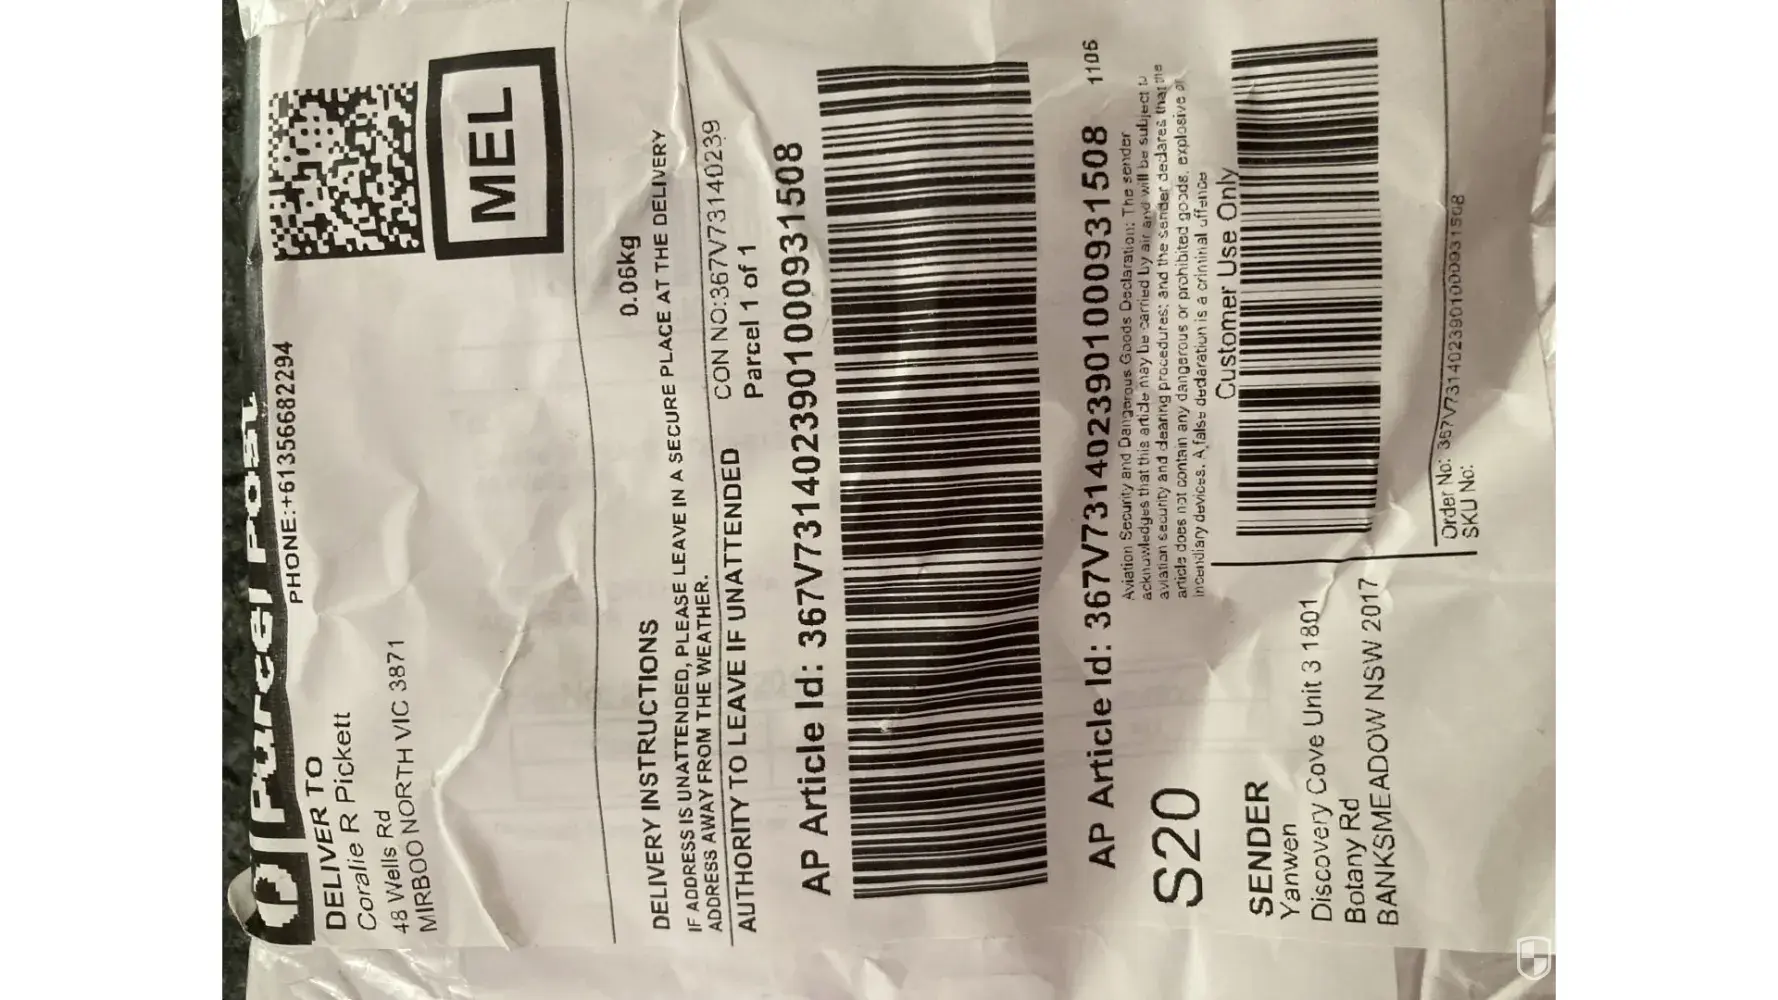 Parcel Post
PHONE:+61356682294
DELIVER TO
Coralie R Pickett
48 Wells Rd
MIRBOO NORTH VIC 3871
MEL
0.06kg
DELIVERY INSTRUCTIONS
IF ADDRESS IS UNATTENDED, PLEASE LEAVE IN A SECURE PLACE AT THE DELIVERY
ADDRESS AWAY FROM THE WEATHER.
AUTHORITY TO LEAVE IF UNATTENDED
CON NO:367V73140239
Parcel 1 of 1
AP Article Id: 367V7314023901000931508
AP Article Id: 367V7314023901000931508
1106
S20
Aviation Security and Dangerous Goods Declaration: The sender
acknowledges that this article may be carried by air and will be subject to
aviation security and clearing procedures; and the sender declares that the
article does not contain any dangerous or prohibited goods, explosive or
incendiary devices. A false declaration is a criminal offence
SENDER
Yanwen
Discovery Cove Unit 3 1801
Botany Rd
BANKSMEADOW NSW 2017
Customer Use Only
Order No: 367V7314023901000931508
SKU No: